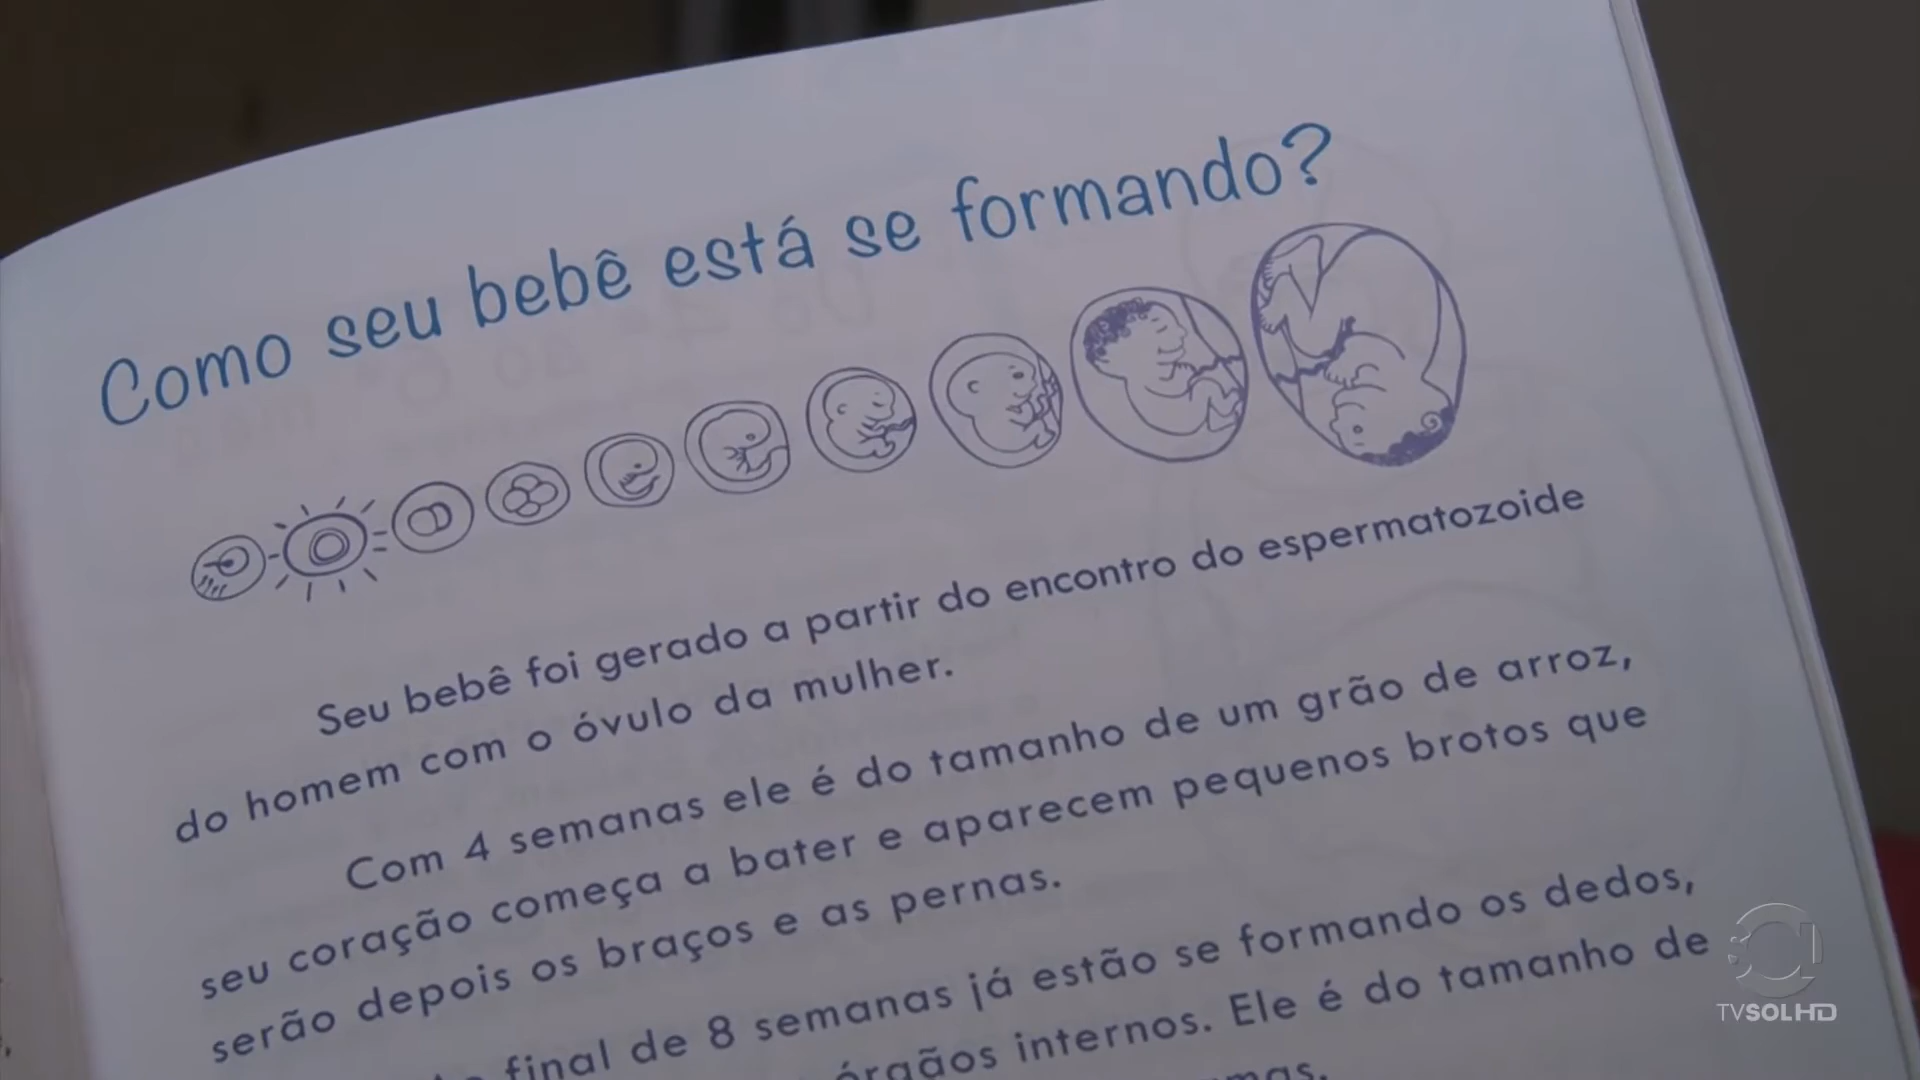 Como seu bebê está se formando?
Seu bebê foi gerado a partir do encontro do espermatozoide
do homem com o óvulo da mulher.
Com 4 semanas ele é do tamanho de um grão de arroz,
seu coração começa a bater e aparecem pequenos brotos que
serão depois os braços e as pernas.
final de 8 semanas já estão se formando os dedos,
órgãos internos. Ele é do tamanho de
TVSOLHD